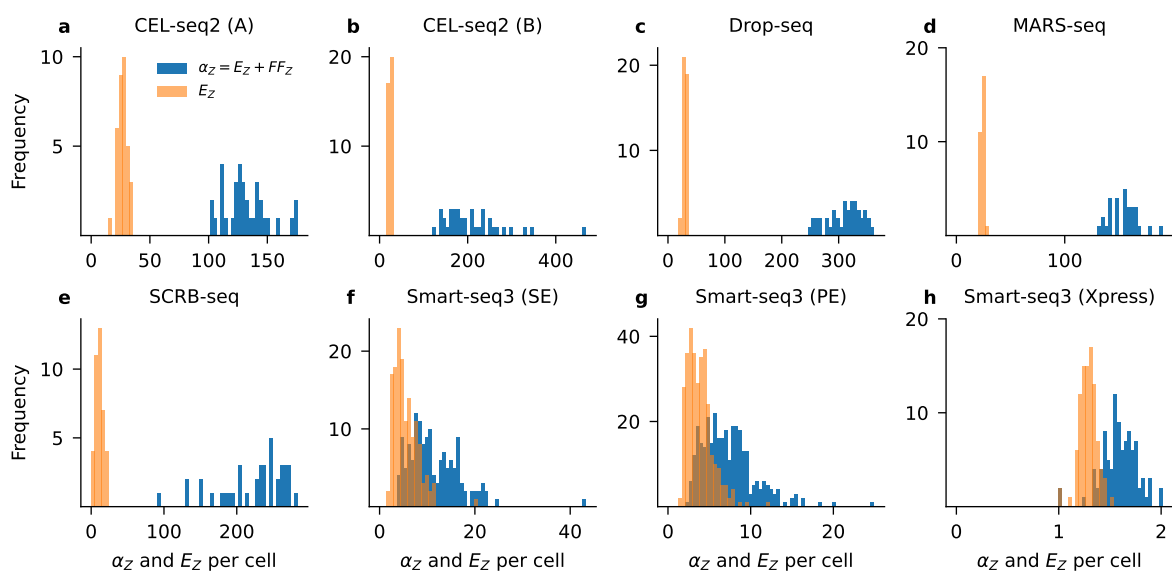 a CEL-seq2 (A)
b CEL-seq2 (B)
c Drop-seq
d MARS-seq
Frequency
10
5
α_Z = E_Z + FF_Z
E_Z
0 50 100 150
20
10
0 200 400
20
10
0 100 200 300
20
10
0 100
e SCRB-seq
f Smart-seq3 (SE)
g Smart-seq3 (PE)
h Smart-seq3 (Xpress)
Frequency
10
5
0 100 200
20
10
0 20 40
40
20
0 10 20
20
10
0 1 2
α_Z and E_Z per cell
α_Z and E_Z per cell
α_Z and E_Z per cell
α_Z and E_Z per cell